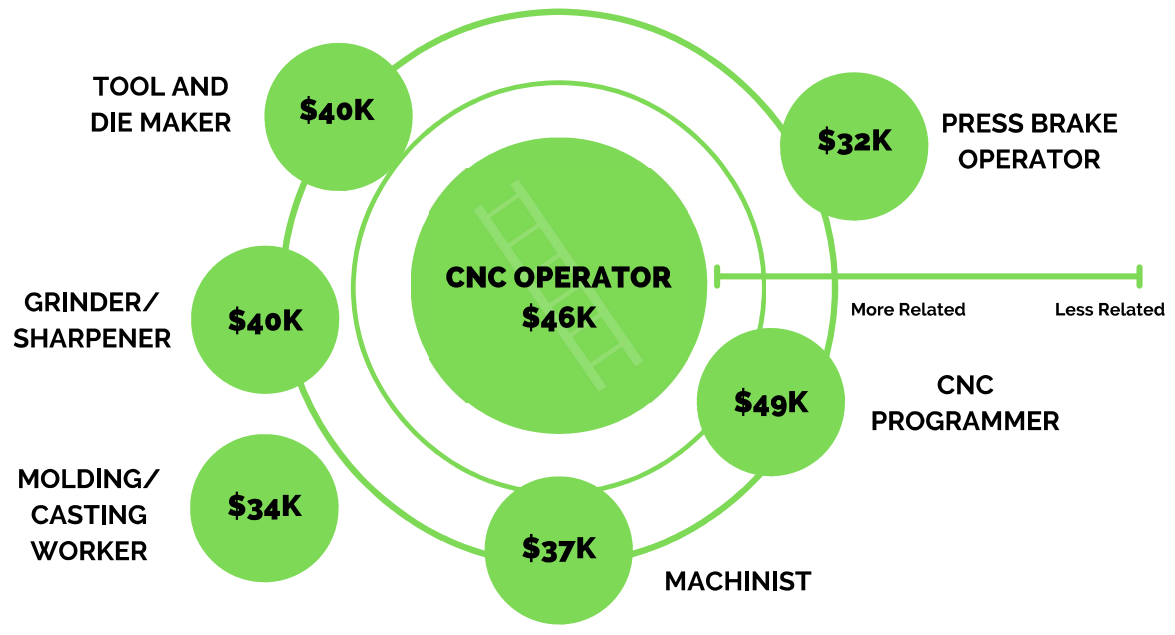 TOOL AND
DIE MAKER
$40K
$32K
PRESS BRAKE
OPERATOR
CNC OPERATOR
$46K
More Related
Less Related
GRINDER/
SHARPENER
$40K
$49K
CNC
PROGRAMMER
MOLDING/
CASTING
WORKER
$34K
$37K
MACHINIST